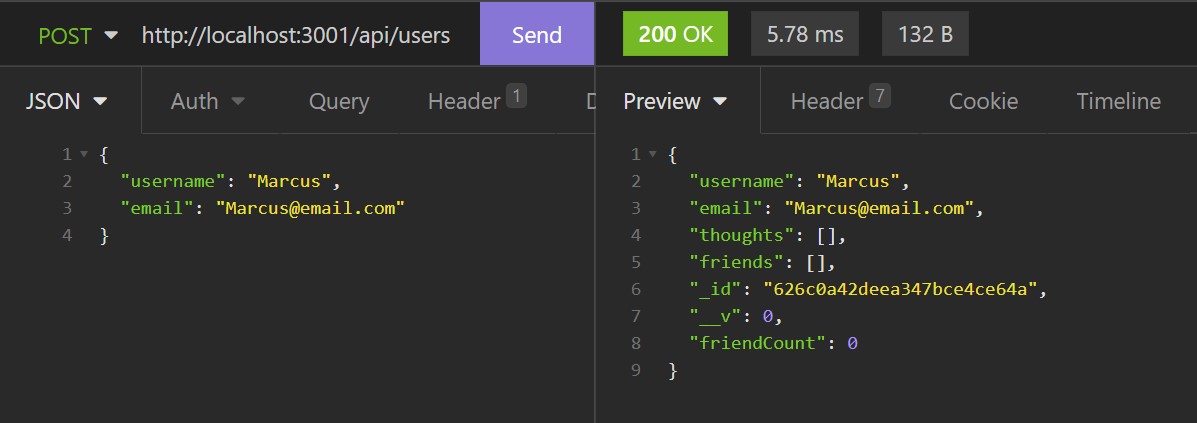 POST http://localhost:3001/api/users Send 200 OK 5.78 ms 132 B
JSON Auth Query Header 1 D Preview Header 7 Cookie Timeline
1 {
2 "username": "Marcus",
3 "email": "Marcus@email.com"
4 }
1 {
2 "username": "Marcus",
3 "email": "Marcus@email.com",
4 "thoughts": [],
5 "friends": [],
6 "_id": "626c0a42deea347bce4ce64a",
7 "__v": 0,
8 "friendCount": 0
9 }